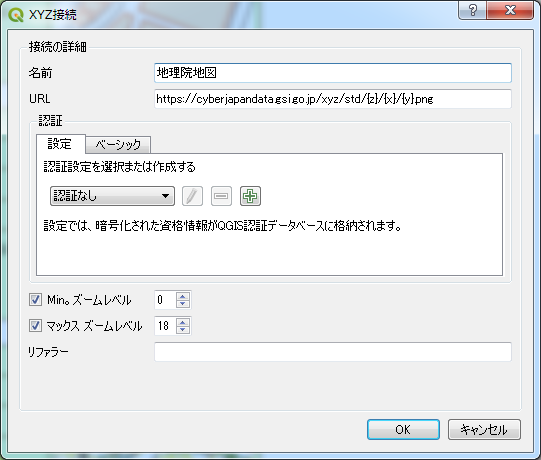 XYZ接続
接続の詳細
名前 地理院地図
URL https://cyberjapandata.gsi.go.jp/xyz/std/{z}/{x}/{y}.png
認証
設定 ベーシック
認証設定を選択または作成する
認証なし
設定では、暗号化された資格情報がQGIS認証データベースに格納されます。
Min。ズームレベル 0
マックス ズームレベル 18
リファラー
OK キャンセル